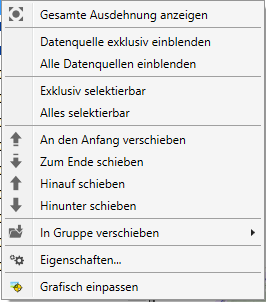 Gesamte Ausdehnung anzeigen
Datenquelle exklusiv einblenden
Alle Datenquellen einblenden
Exklusiv selektierbar
Alles selektierbar
An den Anfang verschieben
Zum Ende schieben
Hinauf schieben
Hinunter schieben
In Gruppe verschieben
Eigenschaften...
Grafisch einpassen